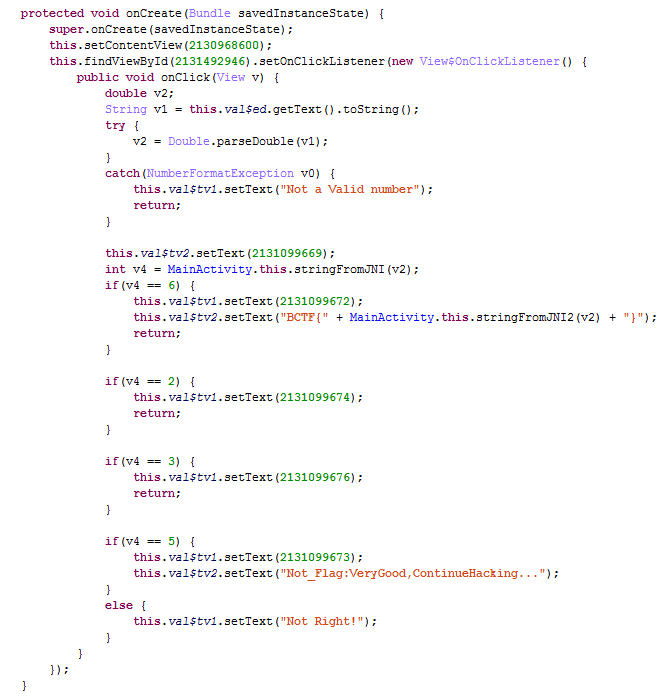 protected void onCreate(Bundle savedInstanceState) {
    super.onCreate(savedInstanceState);
    this.setContentView(2130968600);
    this.findViewById(2131492946).setOnClickListener(new View$OnClickListener() {
        public void onClick(View v) {
            double v2;
            String v1 = this.val$ed.getText().toString();
            try {
                v2 = Double.parseDouble(v1);
            }
            catch(NumberFormatException v0) {
                this.val$tv1.setText("Not a Valid number");
                return;
            }

            this.val$tv2.setText(2131099669);
            int v4 = MainActivity.this.stringFromJNI(v2);
            if(v4 == 6) {
                this.val$tv1.setText(2131099672);
                this.val$tv2.setText("BCTF{" + MainActivity.this.stringFromJNI2(v2) + "}");
                return;
            }

            if(v4 == 2) {
                this.val$tv1.setText(2131099674);
                return;
            }

            if(v4 == 3) {
                this.val$tv1.setText(2131099676);
                return;
            }

            if(v4 == 5) {
                this.val$tv1.setText(2131099673);
                this.val$tv2.setText("Not_Flag:VeryGood,ContinueHacking...");
            }
            else {
                this.val$tv1.setText("Not Right!");
            }
        }
    });
}